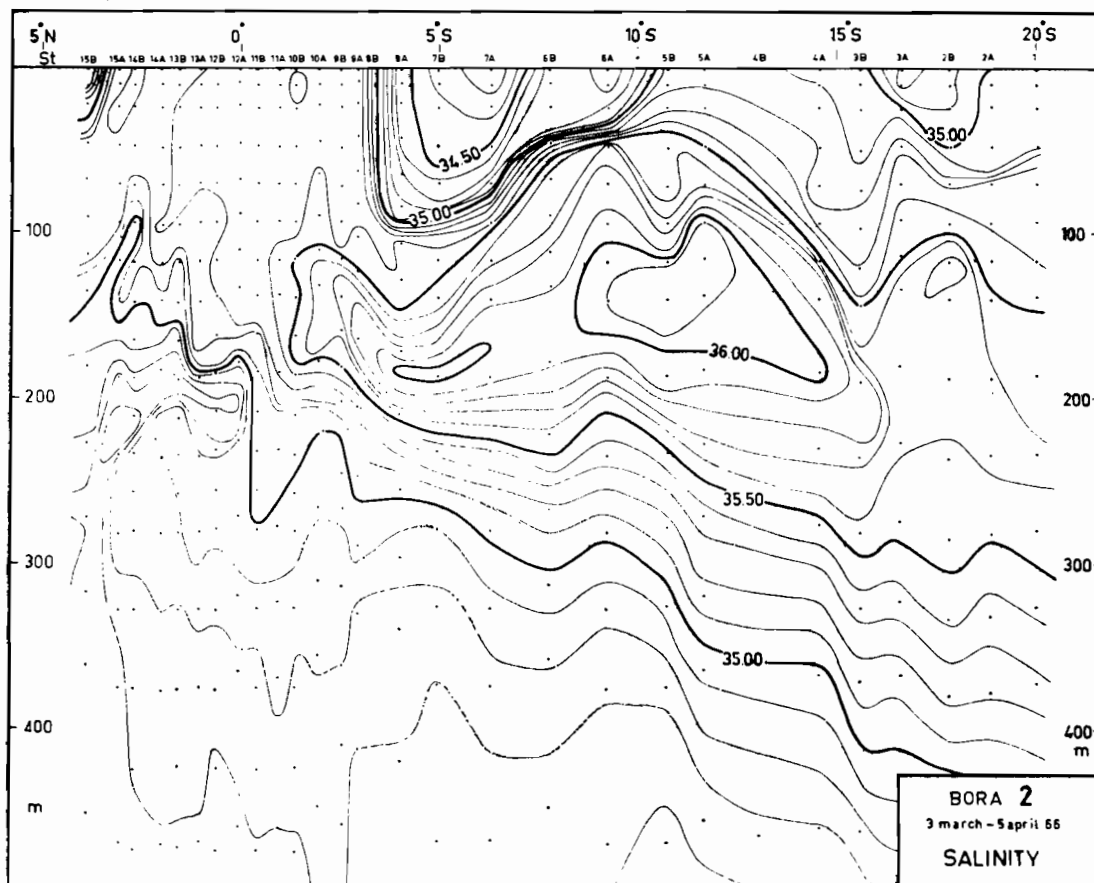 5°N 0° 5°S 10°S 15°S 20°S
St 15B 15A 14B 14A 13B 13A 12B 12A 11B 11A 10B 10A 9B 9A 8B 8A 7B 7A 6B 6A 5B 5A 4B 4A 3B 3A 2B 2A 1
34.50
35.00
35.00
100 100
36.00
200 200
35.50
300 300
35.00
400 400
m
m
BORA 2
3 march - 5 april 66
SALINITY